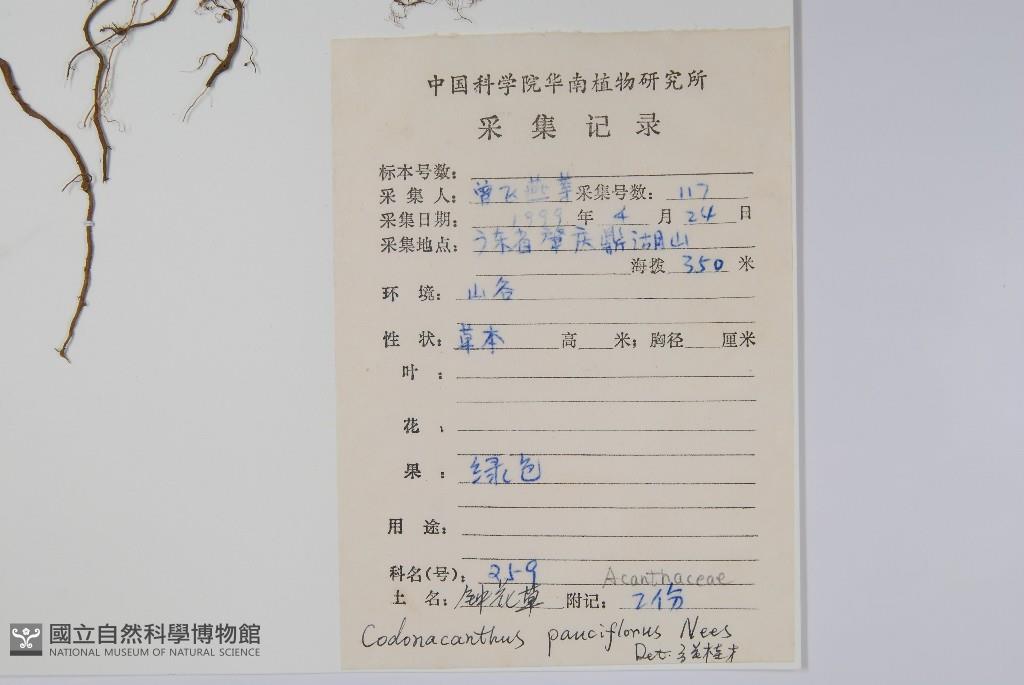 中国科学院华南植物研究所
采集记录
标本号数:
采集人: 曾飞燕等 采集号数: 117
采集日期: 1999 年 4 月 24 日
采集地点: 广东省肇庆鼎湖山
海拨 350 米
环境: 山谷
性状: 草本 高 米; 胸径 厘米
叶:
花:
果: 绿色
用途:
科名(号): 259 Acanthaceae
土名: 钟花草 附记: 2份
Codonacanthus pauciflorus Nees
Det.
國立自然科學博物館
NATIONAL MUSEUM OF NATURAL SCIENCE